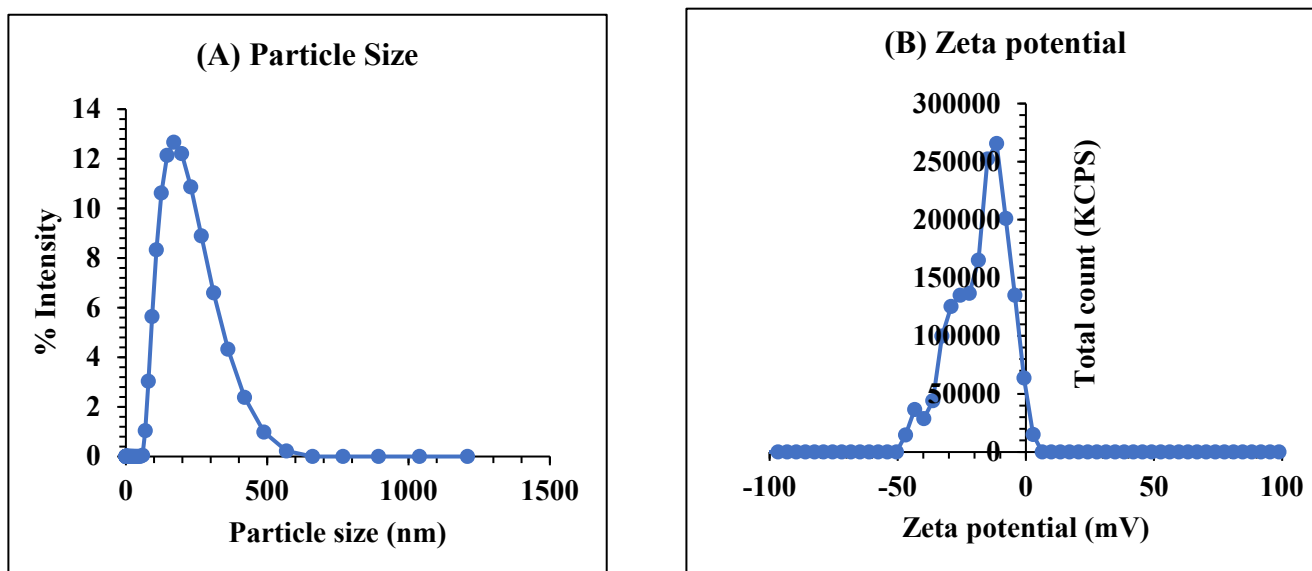 (A) Particle Size
14
12
10
8
6
4
2
0
% Intensity
0 500 1000 1500
Particle size (nm)
(B) Zeta potential
300000
250000
200000
150000
100000
50000
0
Total count (KCPS)
-100 -50 0 50 100
Zeta potential (mV)